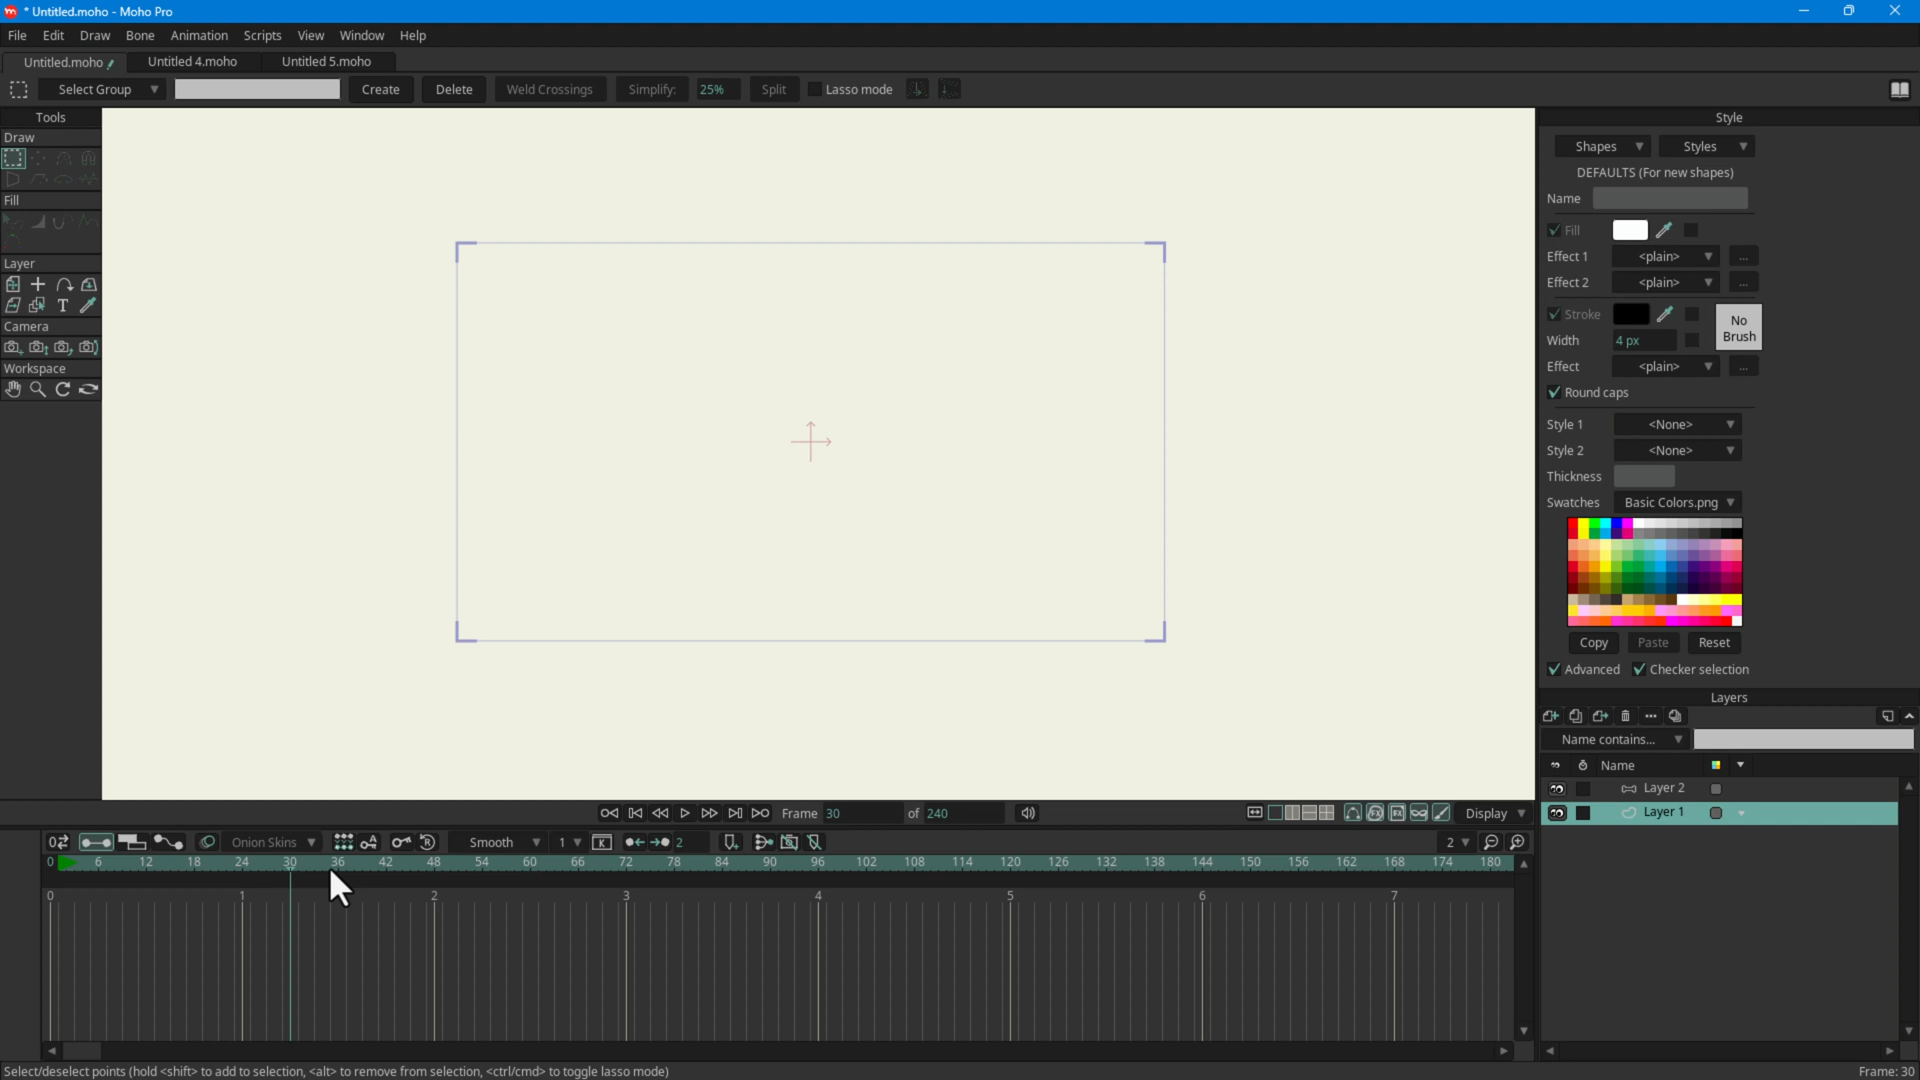 * Untitled.moho - Moho Pro
File Edit Draw Bone Animation Scripts View Window Help
Untitled.moho Untitled 4.moho Untitled 5.moho
Select Group Create Delete Weld Crossings Simplify: 25% Split Lasso mode
Tools
Draw
Fill
Layer
T
Camera
Workspace
Style
Shapes Styles
DEFAULTS (For new shapes)
Name
Fill
Effect 1 <plain> ...
Effect 2 <plain> ...
Stroke
No Brush
Width 4 px
Effect <plain> ...
Round caps
Style 1 <None>
Style 2 <None>
Thickness
Swatches Basic Colors.png
Copy Paste Reset
Advanced Checker selection
Layers
Name contains...
Name
Layer 2
Layer 1
Frame 30 of 240 Display
Onion Skins Smooth 1 K 2 2
0 6 12 18 24 30 36 42 48 54 60 66 72 78 84 90 96 102 108 114 120 126 132 138 144 150 156 162 168 174 180
0 1 2 3 4 5 6 7
Select/deselect points (hold <shift> to add to selection, <alt> to remove from selection, <ctrl/cmd> to toggle lasso mode) Frame: 30